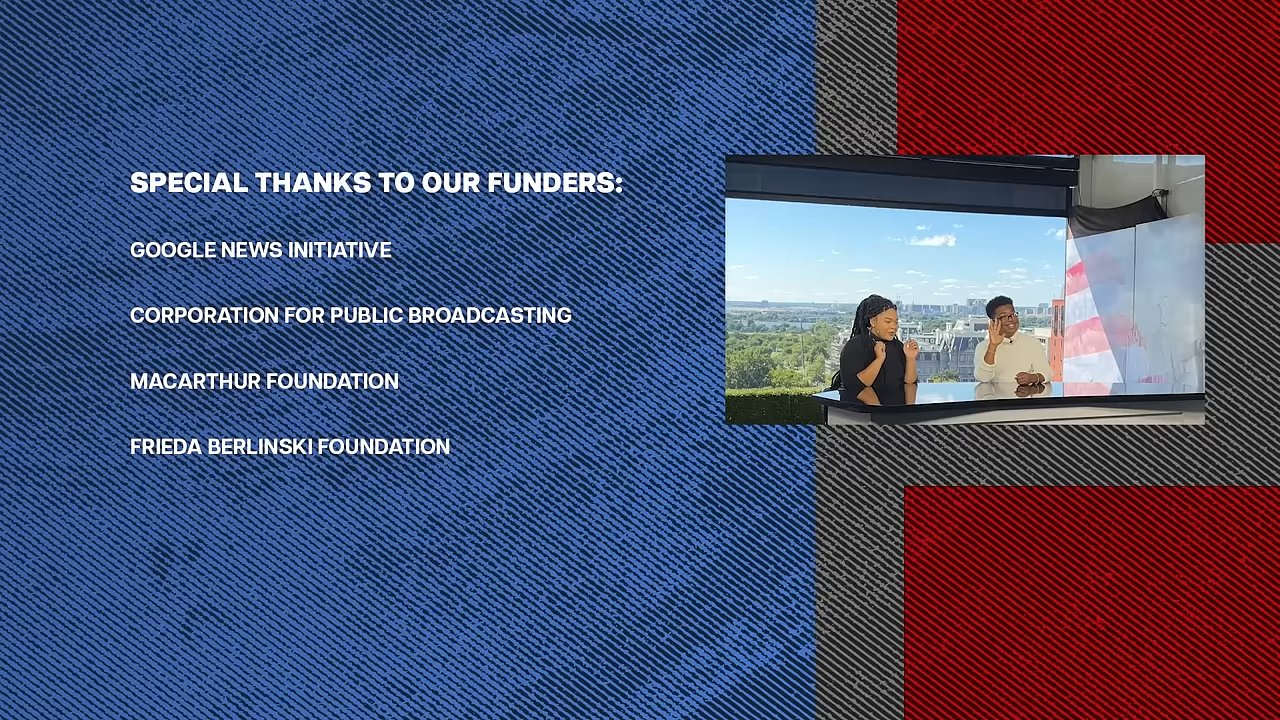 SPECIAL THANKS TO OUR FUNDERS:
GOOGLE NEWS INITIATIVE
CORPORATION FOR PUBLIC BROADCASTING
MACARTHUR FOUNDATION
FRIEDA BERLINSKI FOUNDATION